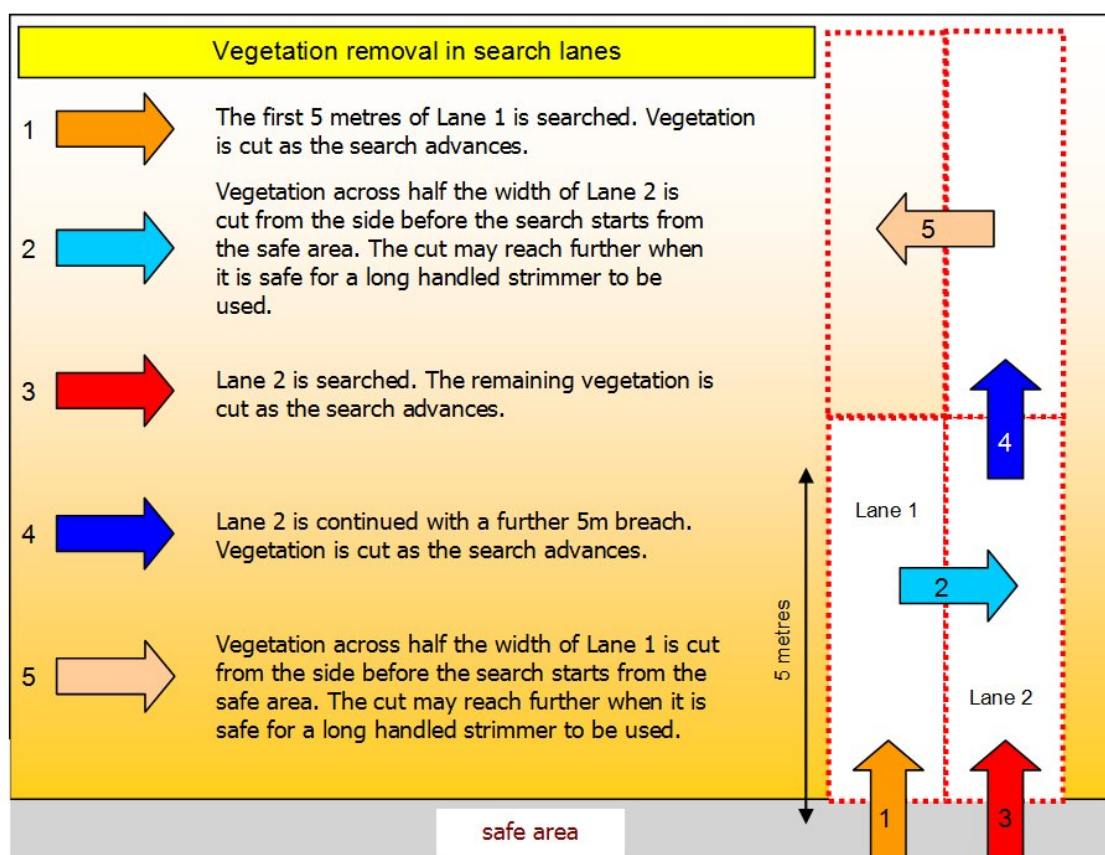 Vegetation removal in search lanes
1
The first 5 metres of Lane 1 is searched. Vegetation
is cut as the search advances.
2
Vegetation across half the width of Lane 2 is
cut from the side before the search starts from
the safe area. The cut may reach further when
it is safe for a long handled strimmer to be
used.
3
Lane 2 is searched. The remaining vegetation is
cut as the search advances.
4
Lane 2 is continued with a further 5m breach.
Vegetation is cut as the search advances.
5
Vegetation across half the width of Lane 1 is cut
from the side before the search starts from the
safe area. The cut may reach further when it is
safe for a long handled strimmer to be used.
5
4
Lane 1
2
5 metres
Lane 2
1
3
safe area